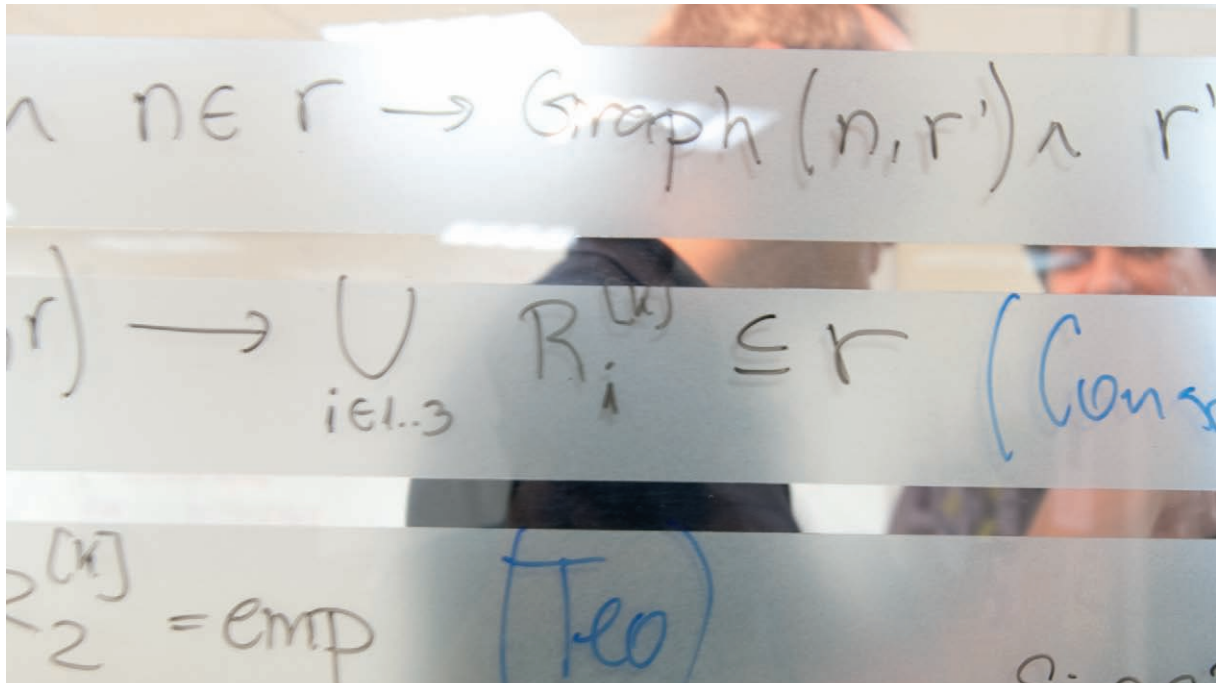 ∧ n ∈ r → Graph (n, r') ∧ r'
, r) → ⋃ i∈1..3 R_i^[k] ⊆ r (Cons
R_2^[k] = emp (Teo)